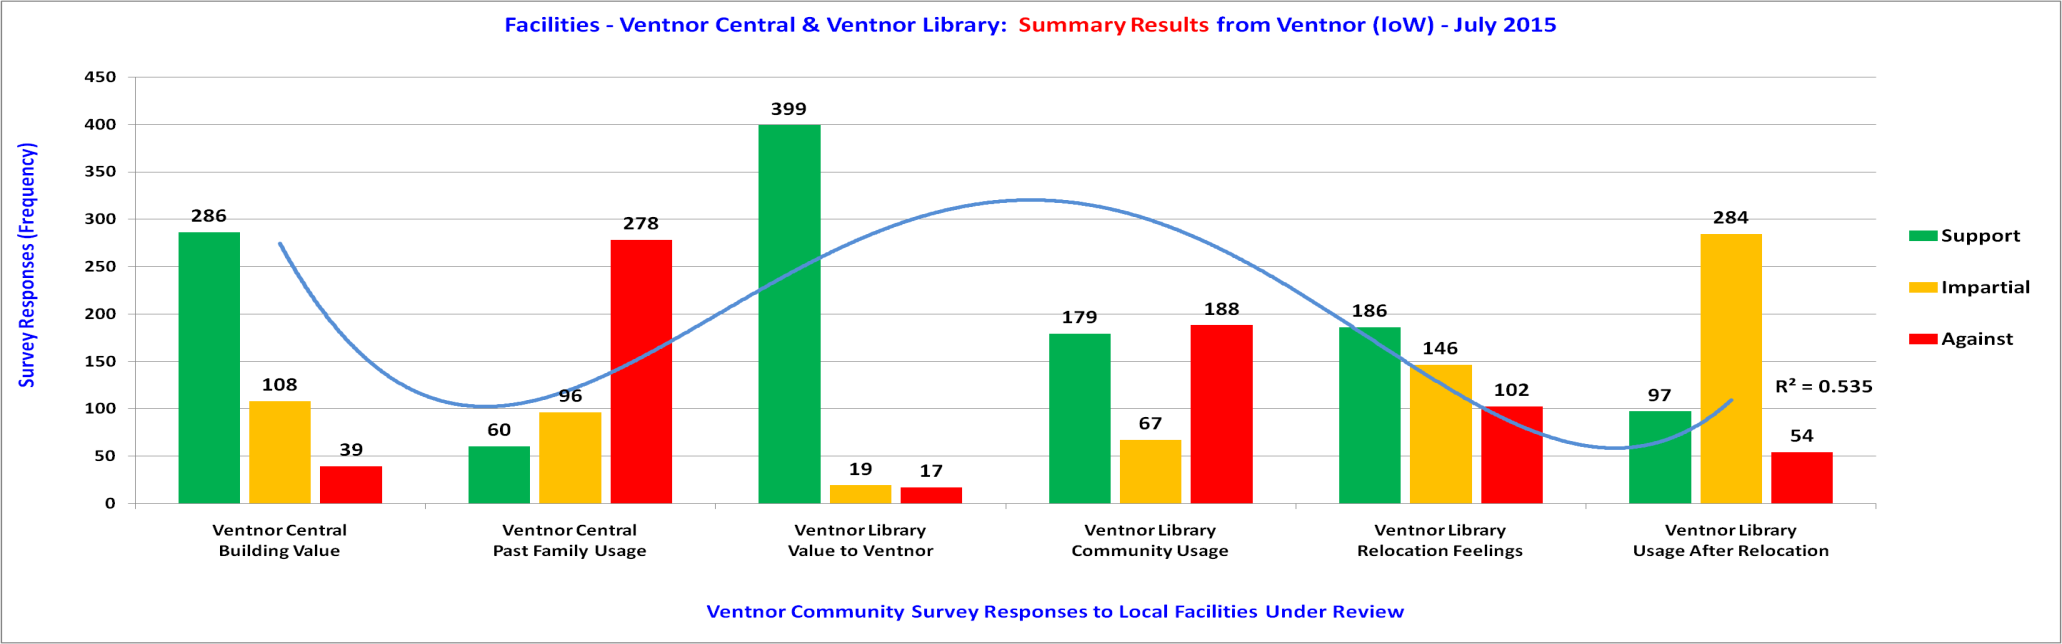 Facilities - Ventnor Central & Ventnor Library: Summary Results from Ventnor (IoW) - July 2015
Survey Responses (Frequency)
450
400
350
300
250
200
150
100
50
0
286
108
39
60
96
278
399
19
17
179
67
188
186
146
102
97
284
54
R² = 0.535
Support
Impartial
Against
Ventnor Central
Building Value
Ventnor Central
Past Family Usage
Ventnor Library
Value to Ventnor
Ventnor Library
Community Usage
Ventnor Library
Relocation Feelings
Ventnor Library
Usage After Relocation
Ventnor Community Survey Responses to Local Facilities Under Review